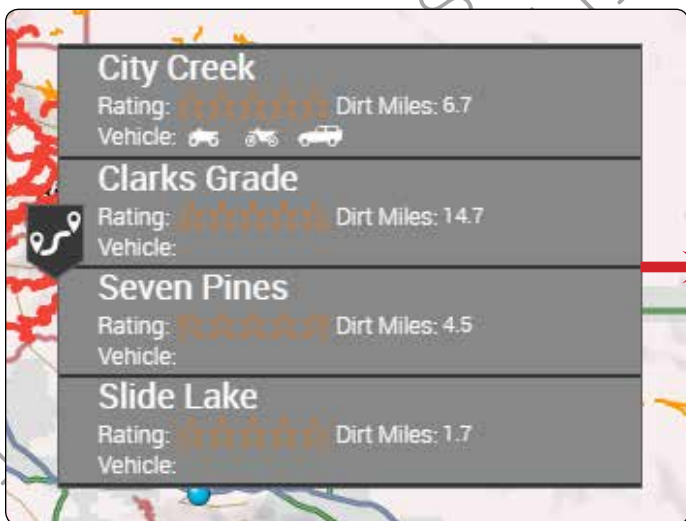 City Creek
Rating: Dirt Miles: 6.7
Vehicle:
Clarks Grade
Rating: Dirt Miles: 14.7
Vehicle:
Seven Pines
Rating: Dirt Miles: 4.5
Vehicle:
Slide Lake
Rating: Dirt Miles: 1.7
Vehicle: